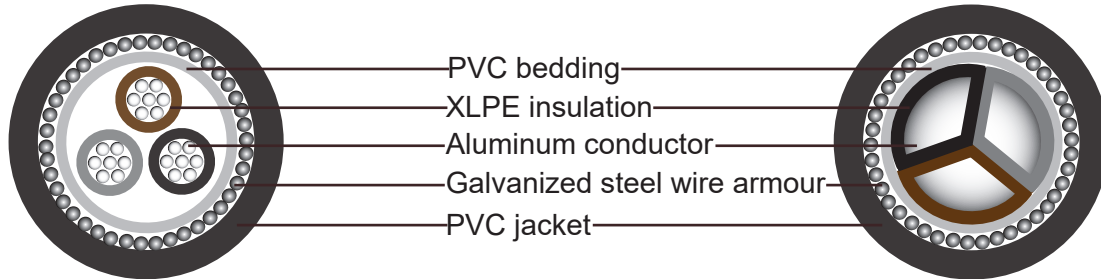 PVC bedding
XLPE insulation
Aluminum conductor
Galvanized steel wire armour
PVC jacket